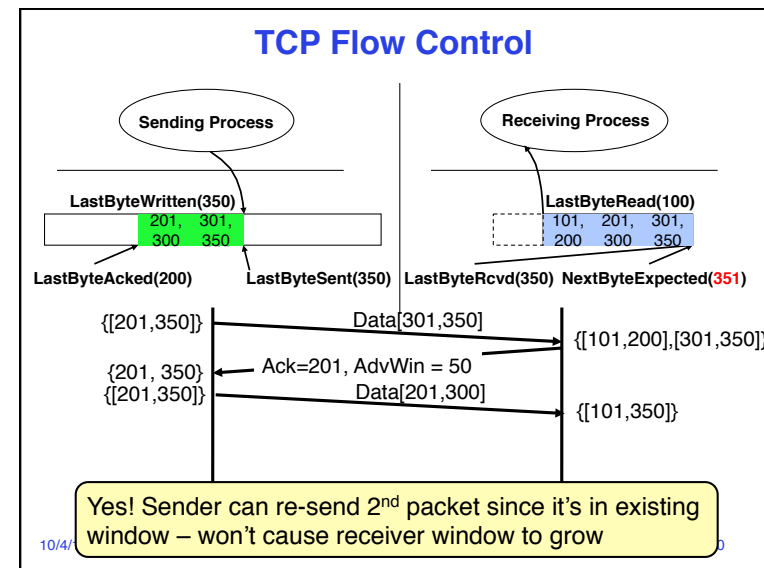 TCP Flow Control
Sending Process
Receiving Process
LastByteWritten(350)
LastByteRead(100)
201, 301,
300 350
101, 201, 301,
200 300 350
LastByteAcked(200)
LastByteSent(350)
LastByteRcvd(350)
NextByteExpected(351)
{[201,350]}
Data[301,350]
{[101,200],[301,350]}
Ack=201, AdvWin = 50
{201, 350}
{[201,350]}
Data[201,300]
{[101,350]}
Yes! Sender can re-send 2nd packet since it's in existing
window – won't cause receiver window to grow
10/4/